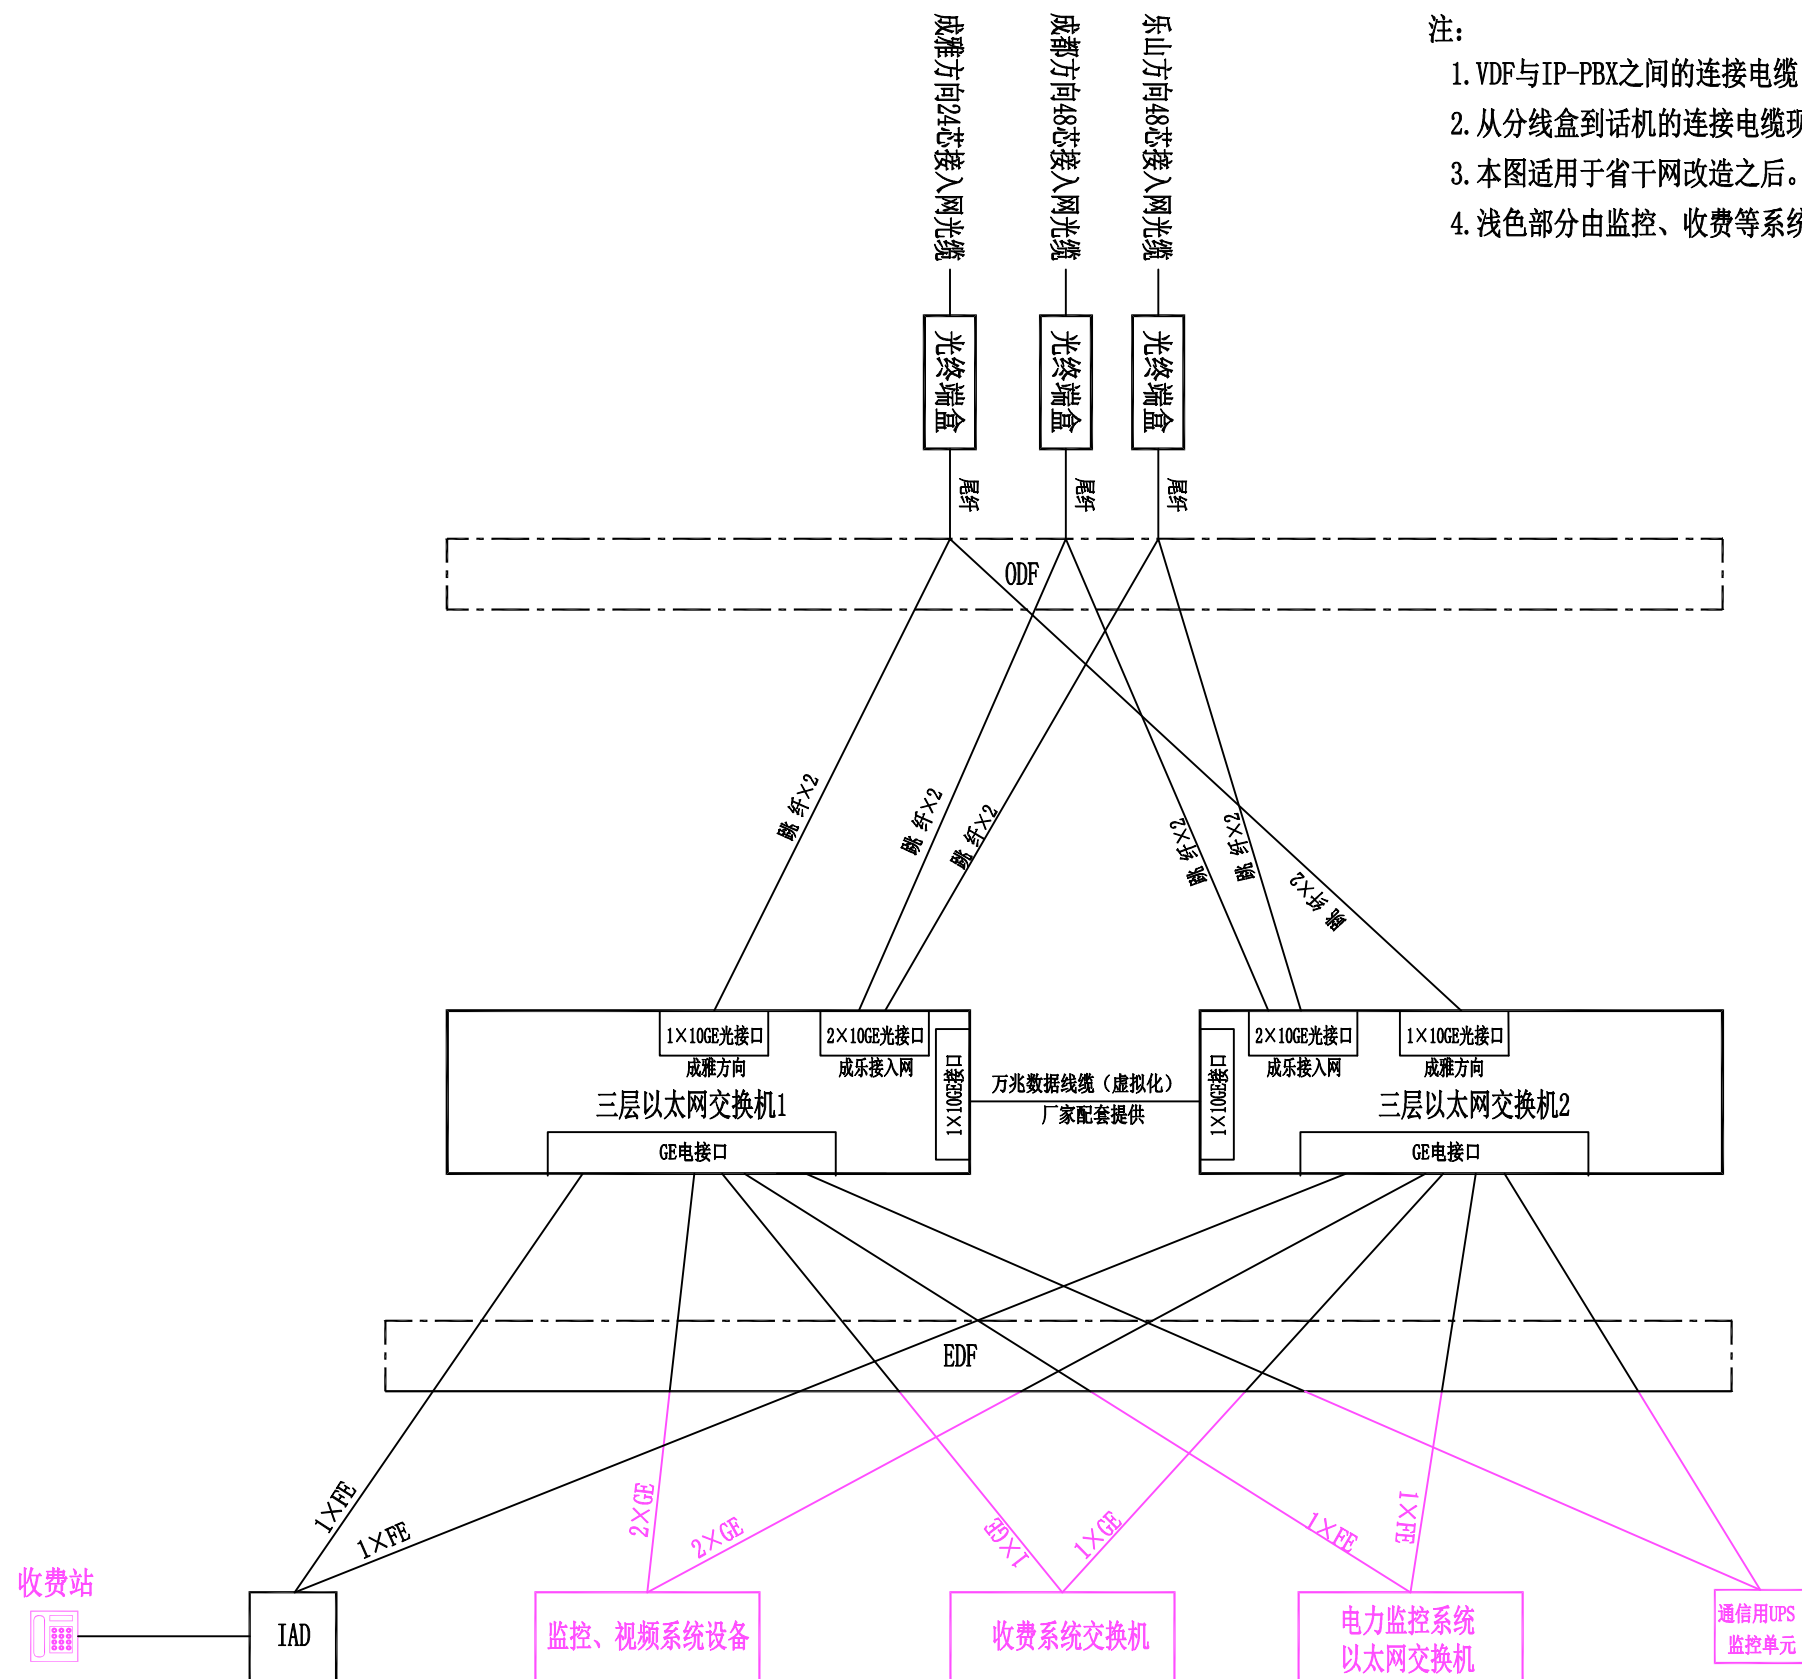 成雅方向24芯接入网光缆
成都方向48芯接入网光缆
乐山方向48芯接入网光缆
注：
1.VDF与IP-PBX之间的连接电缆
2.从分线盒到话机的连接电缆现
3.本图适用于省干网改造之后。
4.浅色部分由监控、收费等系统
光终端盒
光终端盒
光终端盒
尾纤
尾纤
尾纤
ODF
跳 纤×2
跳 纤×2
跳 纤×2
跳 纤×2
跳 纤×2
跳 纤×2
1×10GE光接口
成雅方向
2×10GE光接口
成乐接入网
1×10GE接口
三层以太网交换机1
GE电接口
万兆数据线缆（虚拟化）
厂家配套提供
1×10GE接口
2×10GE光接口
成乐接入网
1×10GE光接口
成雅方向
三层以太网交换机2
GE电接口
EDF
1×FE
1×FE
2×GE
2×GE
1×GE
1×GE
1×FE
1×FE
收费站
IAD
监控、视频系统设备
收费系统交换机
电力监控系统
以太网交换机
通信用UPS
监控单元